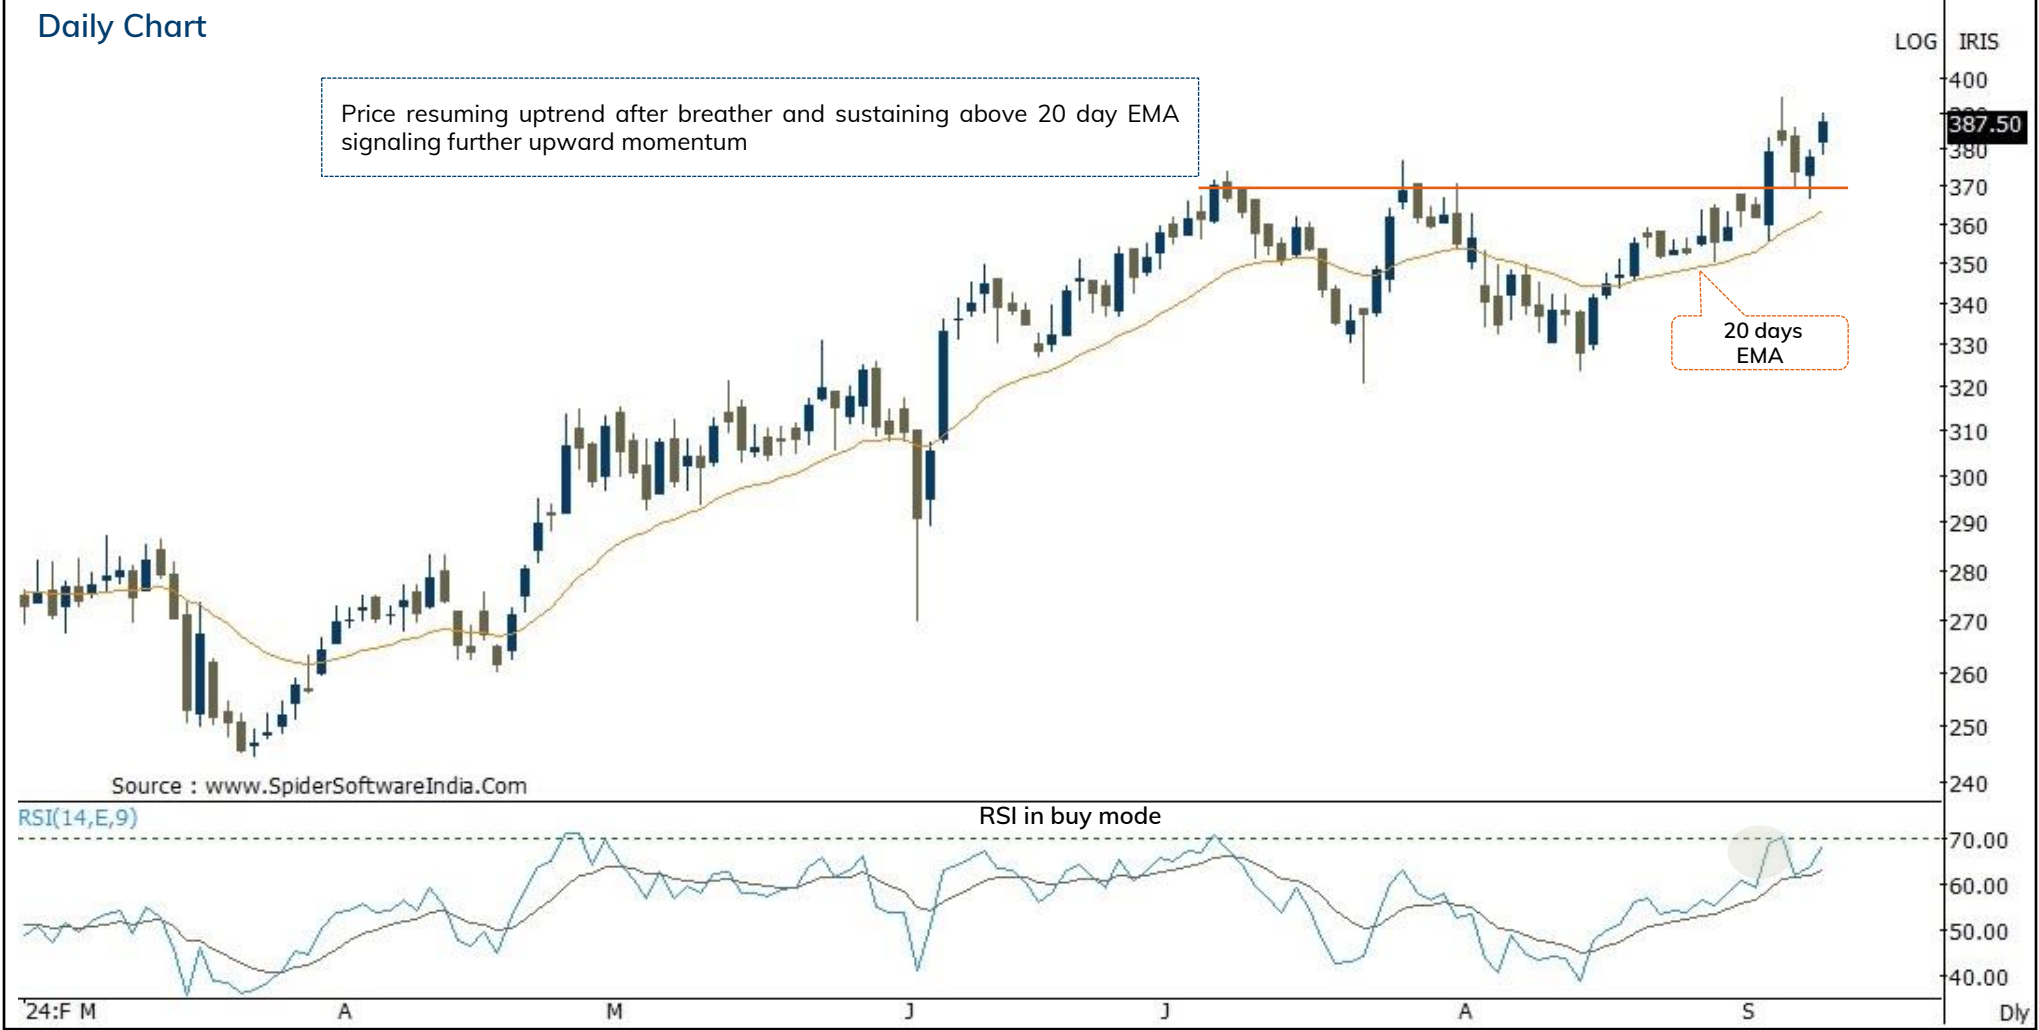 Daily Chart
LOG IRIS
400
Price resuming uptrend after breather and sustaining above 20 day EMA
signaling further upward momentum
387.50
380
370
360
350
340
20 days
EMA
330
320
310
300
290
280
270
260
250
240
Source : www.SpiderSoftwareIndia.Com
RSI(14,E,9)
RSI in buy mode
70.00
60.00
50.00
40.00
'24:F M A M J J A S Dly